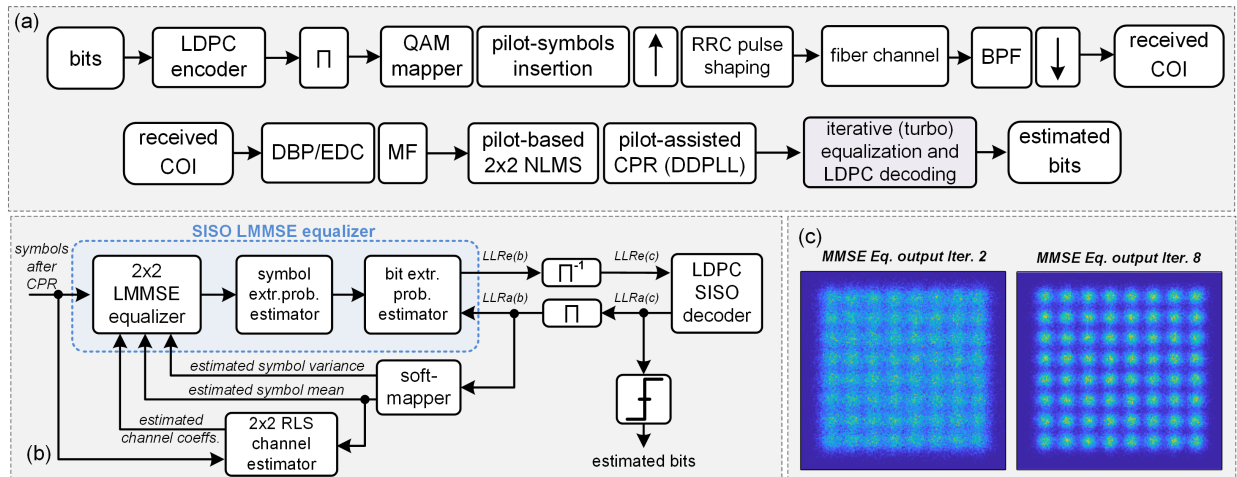 (a)
bits
LDPC
encoder
Π
QAM
mapper
pilot-symbols
insertion
RRC pulse
shaping
fiber channel
BPF
received
COI
received
COI
DBP/EDC
MF
pilot-based
2x2 NLMS
pilot-assisted
CPR (DDPLL)
iterative (turbo)
equalization and
LDPC decoding
estimated
bits
SISO LMMSE equalizer
symbols
after
CPR
2x2
LMMSE
equalizer
symbol
extr.prob.
estimator
bit extr.
prob.
estimator
LLRe(b)
Π-1
LLRe(c)
LDPC
SISO
decoder
LLRa(b)
Π
LLRa(c)
estimated symbol variance
estimated symbol mean
soft-
mapper
estimated
channel coeffs.
2x2 RLS
channel
estimator
estimated bits
(b)
(c)
MMSE Eq. output Iter. 2
MMSE Eq. output Iter. 8